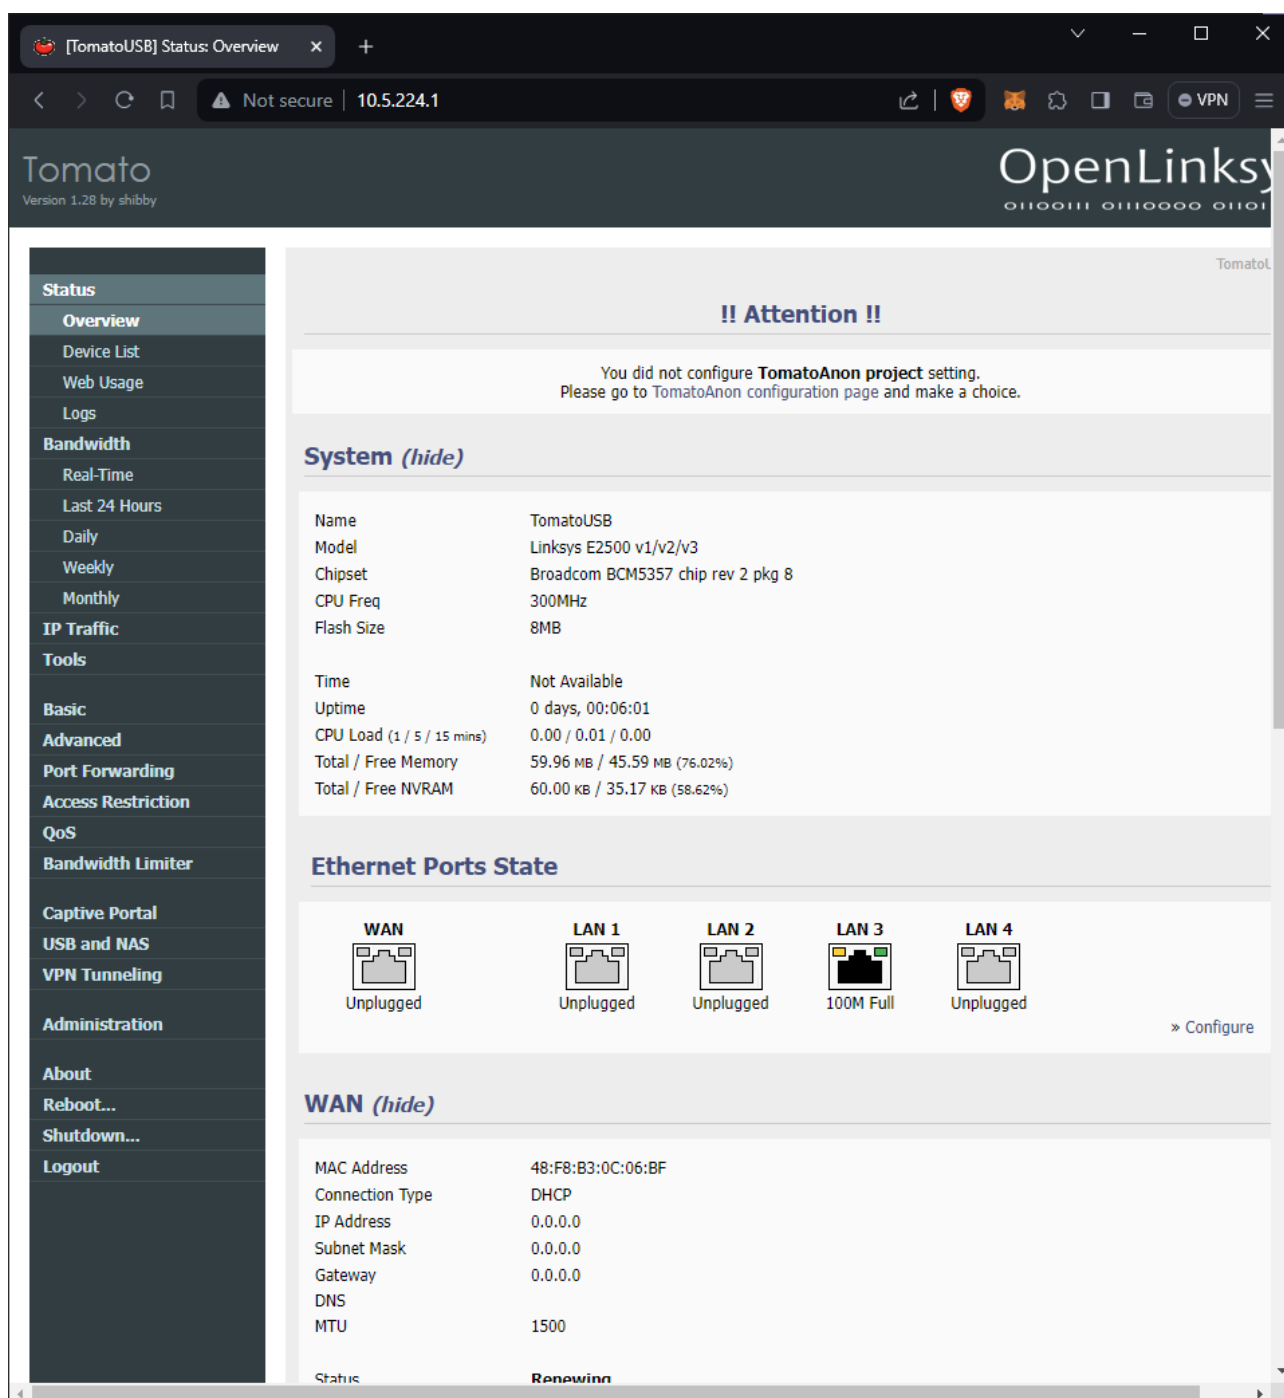 [TomatoUSB] Status: Overview
Not secure 10.5.224.1
VPN
Tomato
Version 1.28 by shibby
OpenLinksy
01100111 01110000 01101
Status
Overview
Device List
Web Usage
Logs
Bandwidth
Real-Time
Last 24 Hours
Daily
Weekly
Monthly
IP Traffic
Tools
Basic
Advanced
Port Forwarding
Access Restriction
QoS
Bandwidth Limiter
Captive Portal
USB and NAS
VPN Tunneling
Administration
About
Reboot...
Shutdown...
Logout
!! Attention !!
You did not configure TomatoAnon project setting.
Please go to TomatoAnon configuration page and make a choice.
System (hide)
Name TomatoUSB
Model Linksys E2500 v1/v2/v3
Chipset Broadcom BCM5357 chip rev 2 pkg 8
CPU Freq 300MHz
Flash Size 8MB
Time Not Available
Uptime 0 days, 00:06:01
CPU Load (1 / 5 / 15 mins) 0.00 / 0.01 / 0.00
Total / Free Memory 59.96 MB / 45.59 MB (76.02%)
Total / Free NVRAM 60.00 KB / 35.17 KB (58.62%)
Ethernet Ports State
WAN LAN 1 LAN 2 LAN 3 LAN 4
Unplugged Unplugged Unplugged 100M Full Unplugged
» Configure
WAN (hide)
MAC Address 48:F8:B3:0C:06:BF
Connection Type DHCP
IP Address 0.0.0.0
Subnet Mask 0.0.0.0
Gateway 0.0.0.0
DNS
MTU 1500
Status Renewing